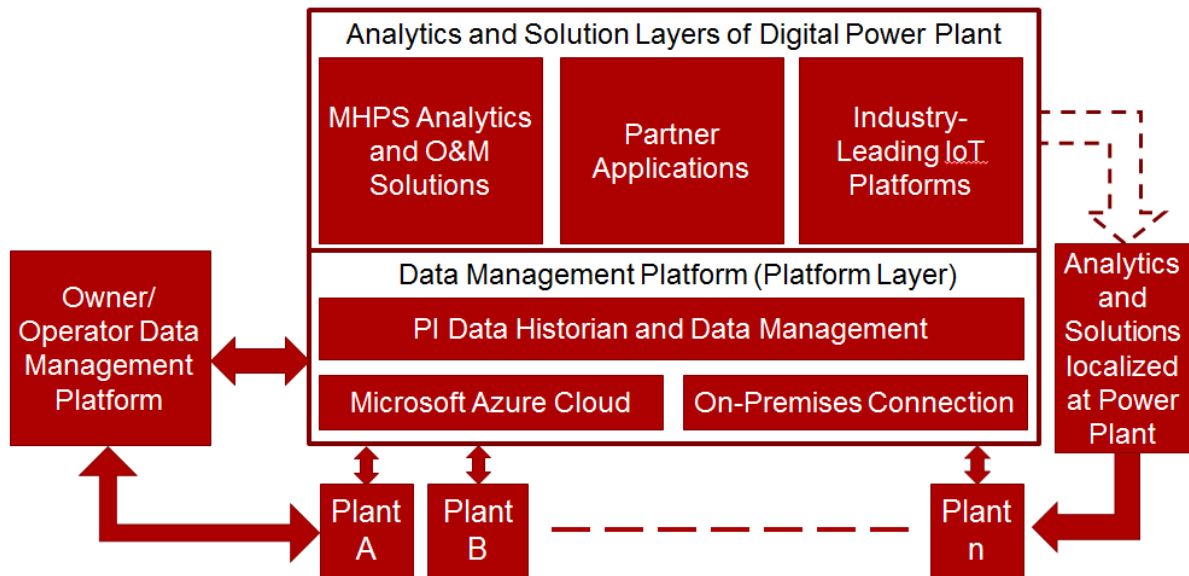 Analytics and Solution Layers of Digital Power Plant
MHPS Analytics
and O&M
Solutions
Partner
Applications
Industry-
Leading IoT
Platforms
Data Management Platform (Platform Layer)
PI Data Historian and Data Management
Microsoft Azure Cloud
On-Premises Connection
Owner/
Operator Data
Management
Platform
Analytics
and
Solutions
localized
at Power
Plant
Plant
A
Plant
B
Plant
n